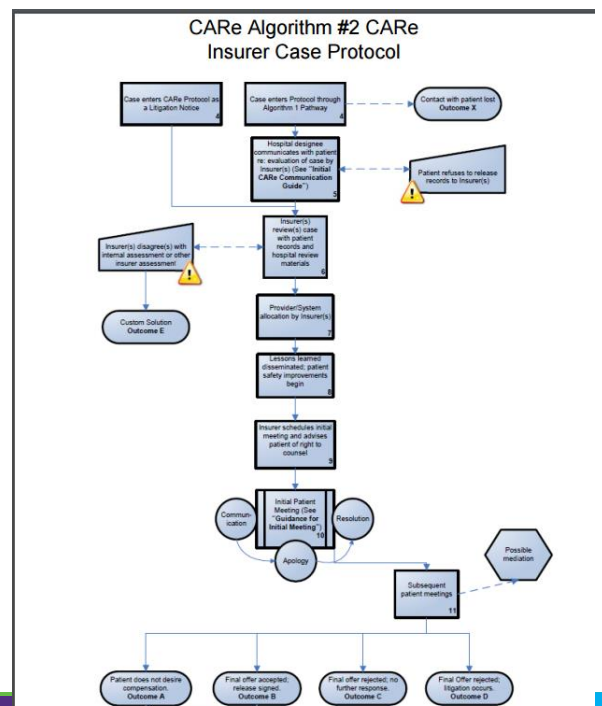 CARe Algorithm #2 CARe
Insurer Case Protocol
Case enters CARe Protocol as
a Litigation Notice
4
Case enters Protocol through
Algorithm 1 Pathway
4
Contact with patient lost
Outcome X
Hospital designee
communicates with patient
re: evaluation of case by
Insurer(s) (See "Initial
CARe Communication
Guide")
5
Patient refuses to release
records to Insurer(s)
Insurer(s) disagree(s) with
internal assessment or other
insurer assessment
Insurer(s)
review(s) case
with patient
records and
hospital review
materials
6
Custom Solution
Outcome E
Provider/System
allocation by Insurer(s)
7
Lessons learned
disseminated; patient
safety improvements
begin
8
Insurer schedules initial
meeting and advises
patient of right to
counsel
9
Commun-
ication
Initial Patient
Meeting (See
"Guidance for
Initial Meeting")
10
Resolution
Apology
Possible
mediation
Subsequent
patient meetings
11
Patient does not desire
compensation.
Outcome A
Final offer accepted;
release signed.
Outcome B
Final offer rejected; no
further response.
Outcome C
Final Offer rejected;
litigation occurs.
Outcome D